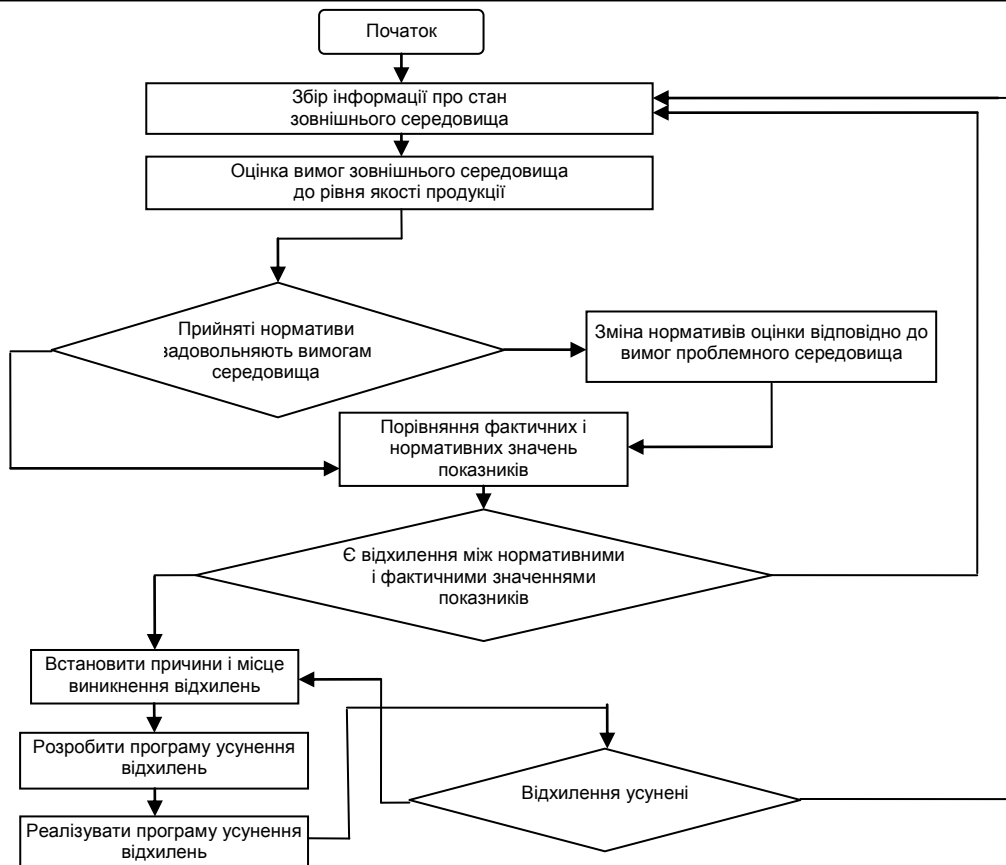 Початок
Збір інформації про стан
зовнішнього середовища
Оцінка вимог зовнішнього середовища
до рівня якості продукції
Прийняті нормативи
задовольняють вимогам
середовища
Зміна нормативів оцінки відповідно до
вимог проблемного середовища
Порівняння фактичних і
нормативних значень
показників
Є відхилення між нормативними
і фактичними значеннями
показників
Встановити причини і місце
виникнення відхилень
Розробити програму усунення
відхилень
Відхилення усунені
Реалізувати програму усунення
відхилень